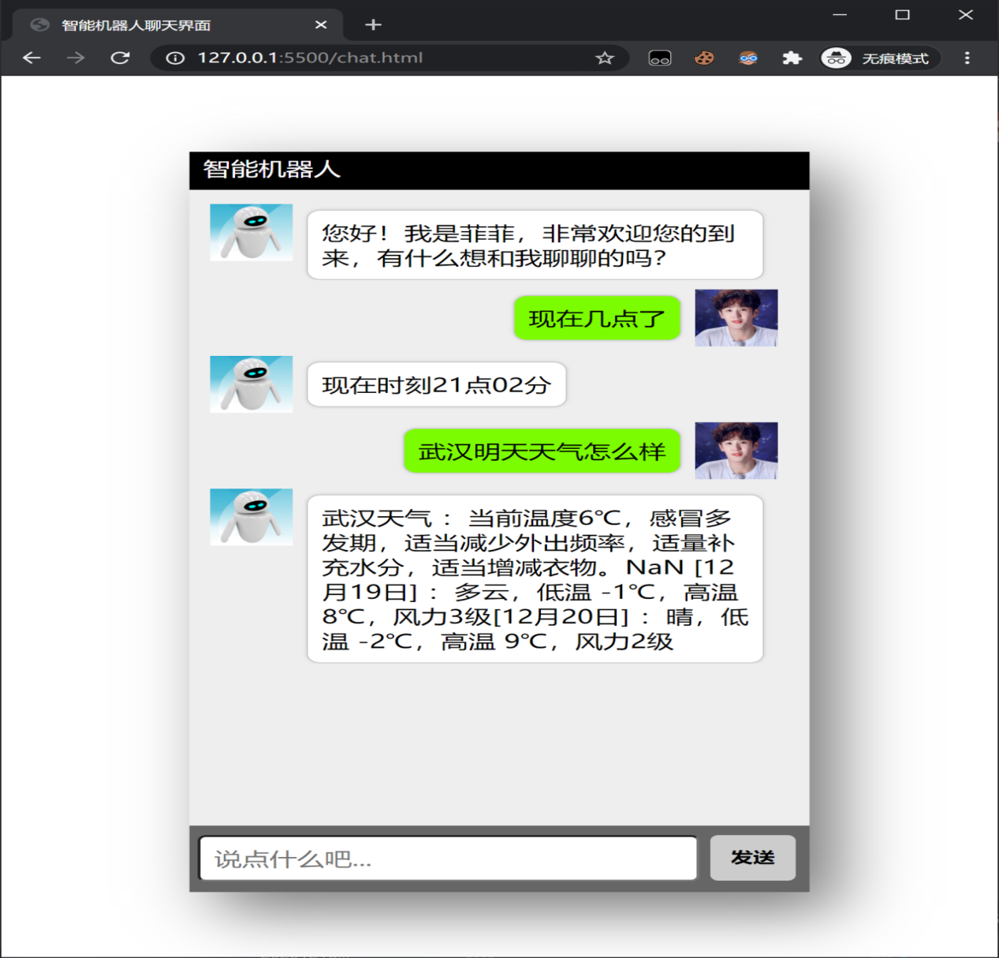 智能机器人聊天界面
127.0.0.1:5500/chat.html
无痕模式
智能机器人
您好！我是菲菲，非常欢迎您的到
来，有什么想和我聊聊的吗？
现在几点了
现在时刻21点02分
武汉明天天气怎么样
武汉天气 ：当前温度6℃，感冒多
发期，适当减少外出频率，适量补
充水分，适当增减衣物。NaN [12
月19日] ：多云，低温 -1℃，高温
8℃，风力3级[12月20日] ：晴，低
温 -2℃，高温 9℃，风力2级
说点什么吧...
发送